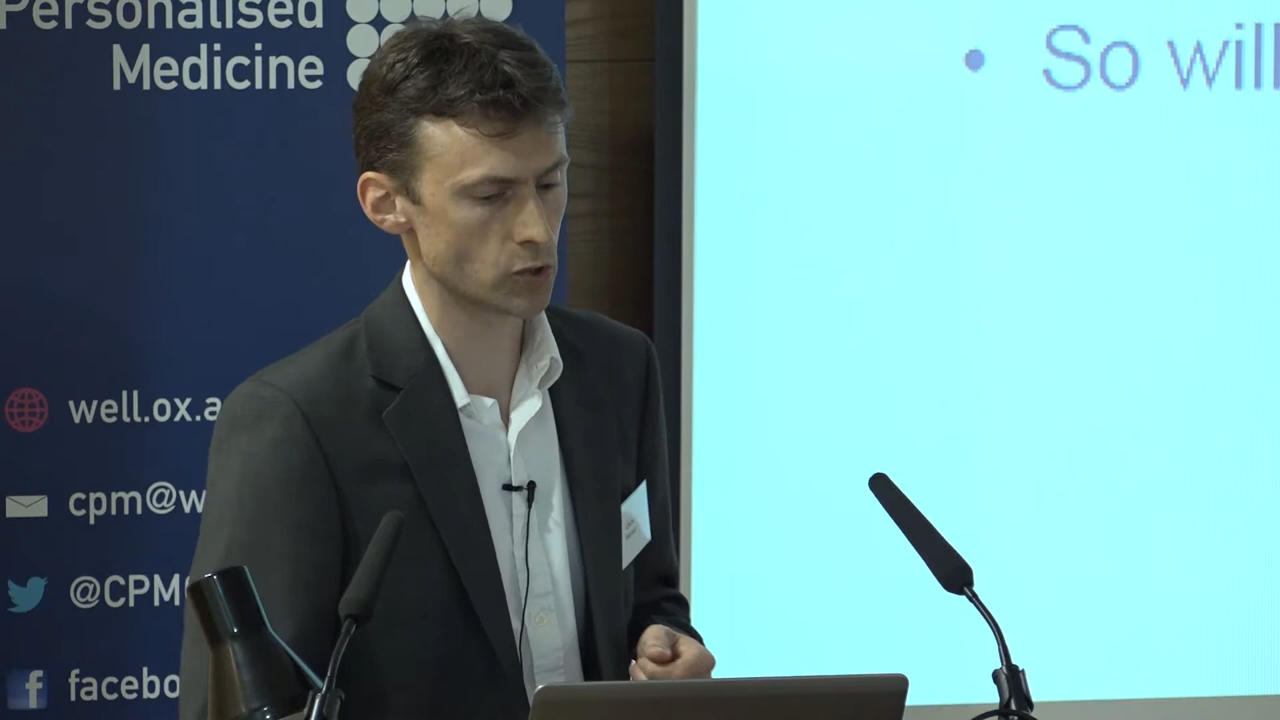 Personalised
Medicine
well.ox.a
cpm@w
@CPM
facebo
• So will